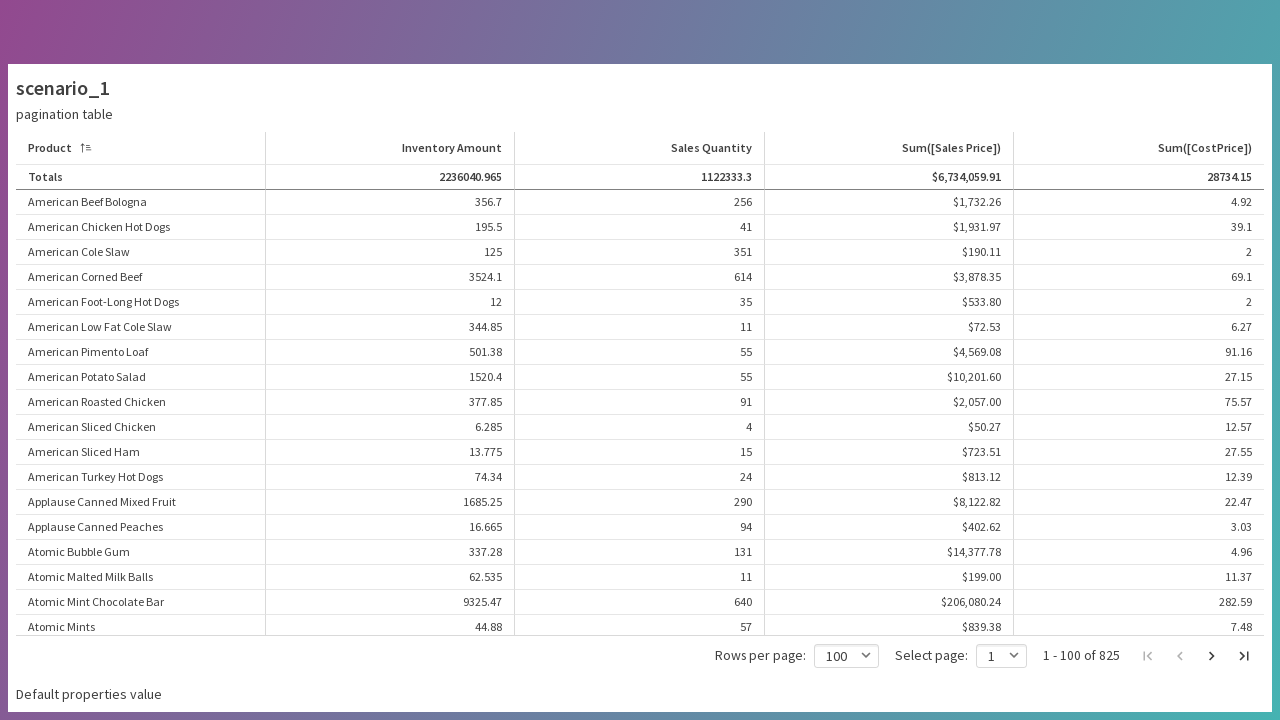 scenario_1
pagination table
Product Inventory Amount Sales Quantity Sum([Sales Price]) Sum([CostPrice])
Totals 2236040.965 1122333.3 $6,734,059.91 28734.15
American Beef Bologna 356.7 256 $1,732.26 4.92
American Chicken Hot Dogs 195.5 41 $1,931.97 39.1
American Cole Slaw 125 351 $190.11 2
American Corned Beef 3524.1 614 $3,878.35 69.1
American Foot-Long Hot Dogs 12 35 $533.80 2
American Low Fat Cole Slaw 344.85 11 $72.53 6.27
American Pimento Loaf 501.38 55 $4,569.08 91.16
American Potato Salad 1520.4 55 $10,201.60 27.15
American Roasted Chicken 377.85 91 $2,057.00 75.57
American Sliced Chicken 6.285 4 $50.27 12.57
American Sliced Ham 13.775 15 $723.51 27.55
American Turkey Hot Dogs 74.34 24 $813.12 12.39
Applause Canned Mixed Fruit 1685.25 290 $8,122.82 22.47
Applause Canned Peaches 16.665 94 $402.62 3.03
Atomic Bubble Gum 337.28 131 $14,377.78 4.96
Atomic Malted Milk Balls 62.535 11 $199.00 11.37
Atomic Mint Chocolate Bar 9325.47 640 $206,080.24 282.59
Atomic Mints 44.88 57 $839.38 7.48
Rows per page: 100 Select page: 1 1 - 100 of 825
Default properties value